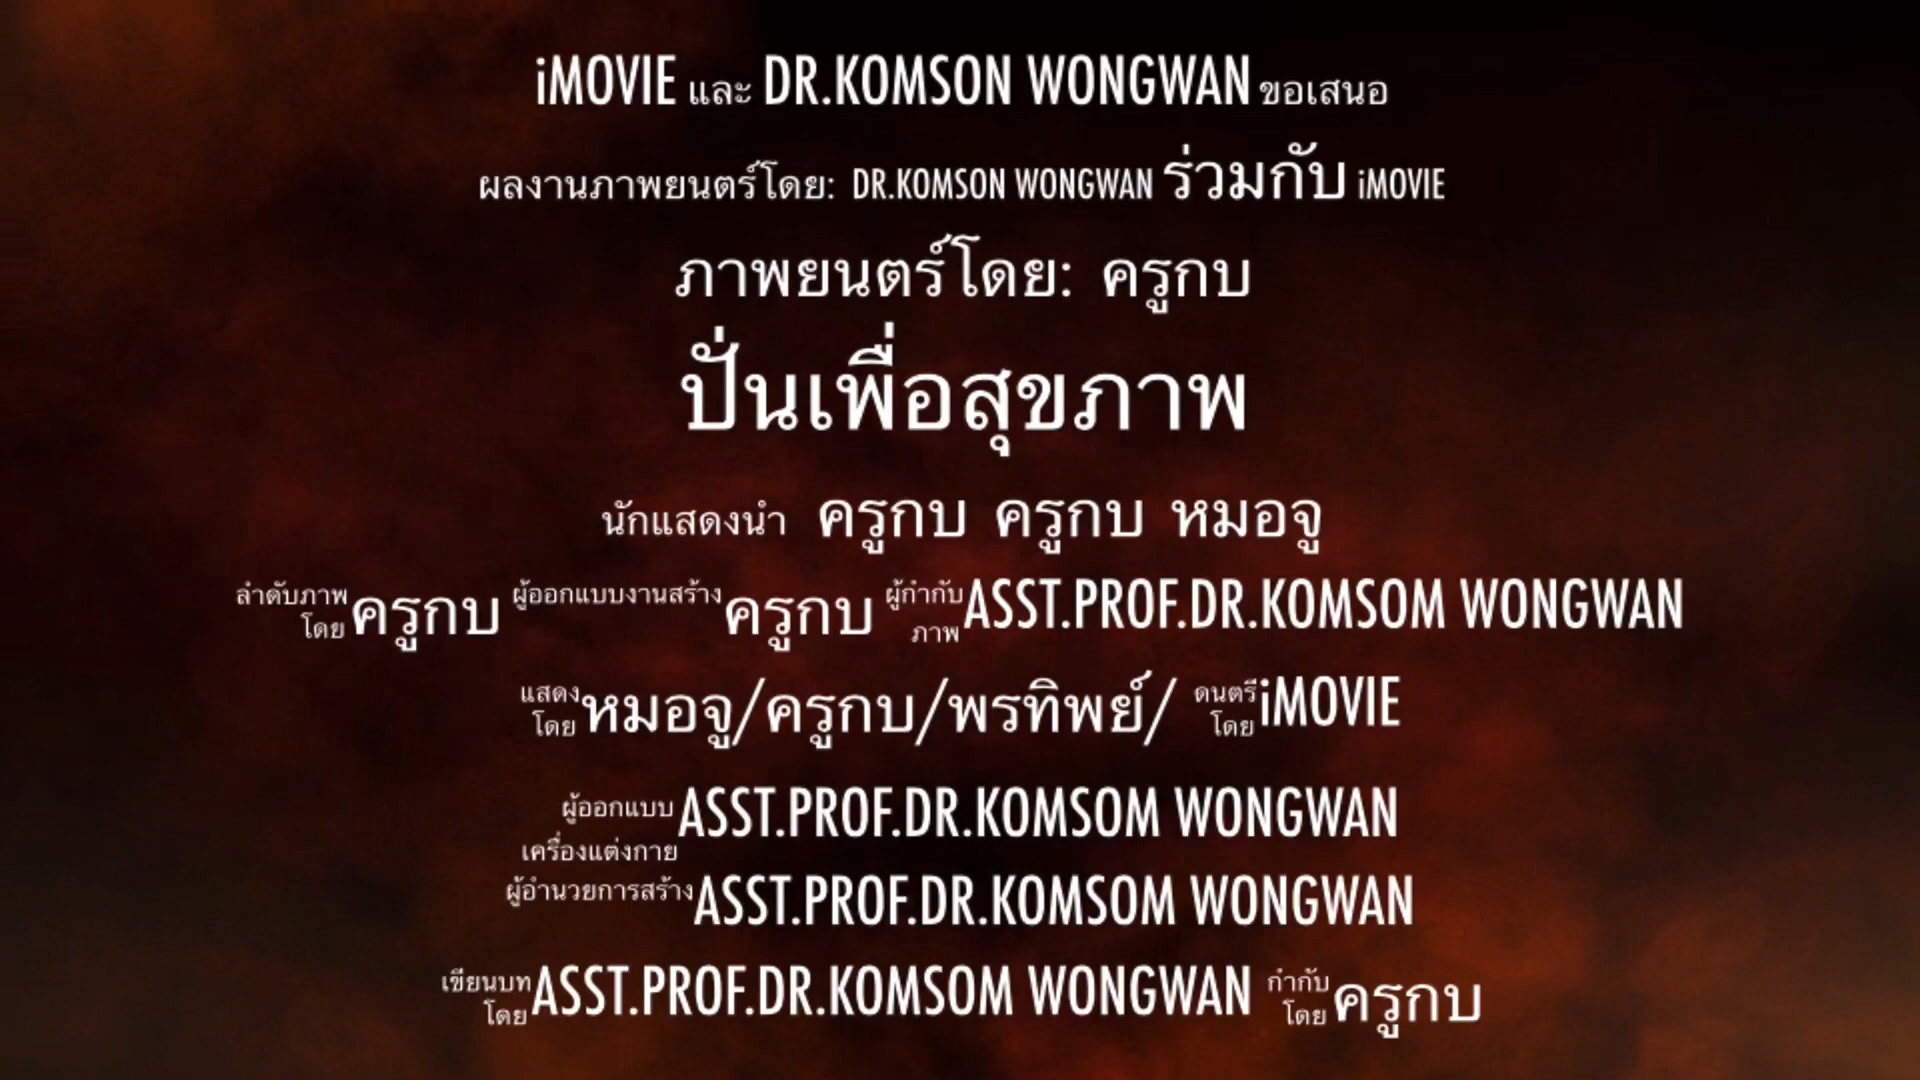 iMOVIE และ DR.KOMSON WONGWAN ขอเสนอ
ผลงานภาพยนตร์โดย: DR.KOMSON WONGWAN ร่วมกับ iMOVIE
ภาพยนตร์โดย: ครูกบ
ปั่นเพื่อสุขภาพ
นักแสดงนำ ครูกบ ครูกบ หมอจู
ลำดับภาพโดย ครูกบ ผู้ออกแบบงานสร้าง ครูกบ ผู้กำกับภาพ ASST.PROF.DR.KOMSOM WONGWAN
แสดงโดย หมอจู/ครูกบ/พรทิพย์/ ดนตรีโดย iMOVIE
ผู้ออกแบบเครื่องแต่งกาย ASST.PROF.DR.KOMSOM WONGWAN
ผู้อำนวยการสร้าง ASST.PROF.DR.KOMSOM WONGWAN
เขียนบทโดย ASST.PROF.DR.KOMSOM WONGWAN กำกับโดย ครูกบ